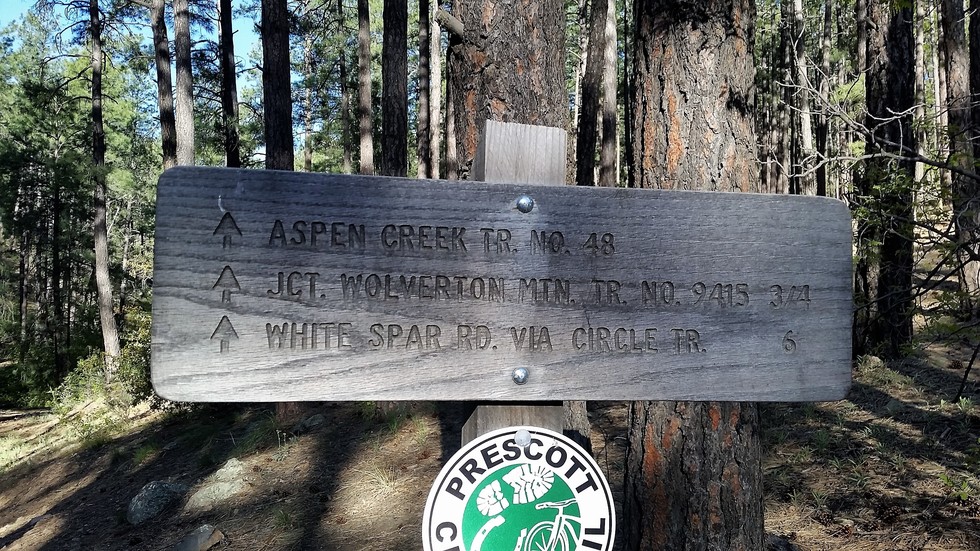 ASPEN CREEK TR. NO. 48
JCT. WOLVERTON MTN. TR. NO. 9415 3/4
WHITE SPAR RD. VIA CIRCLE TR. 6
PRESCOTT